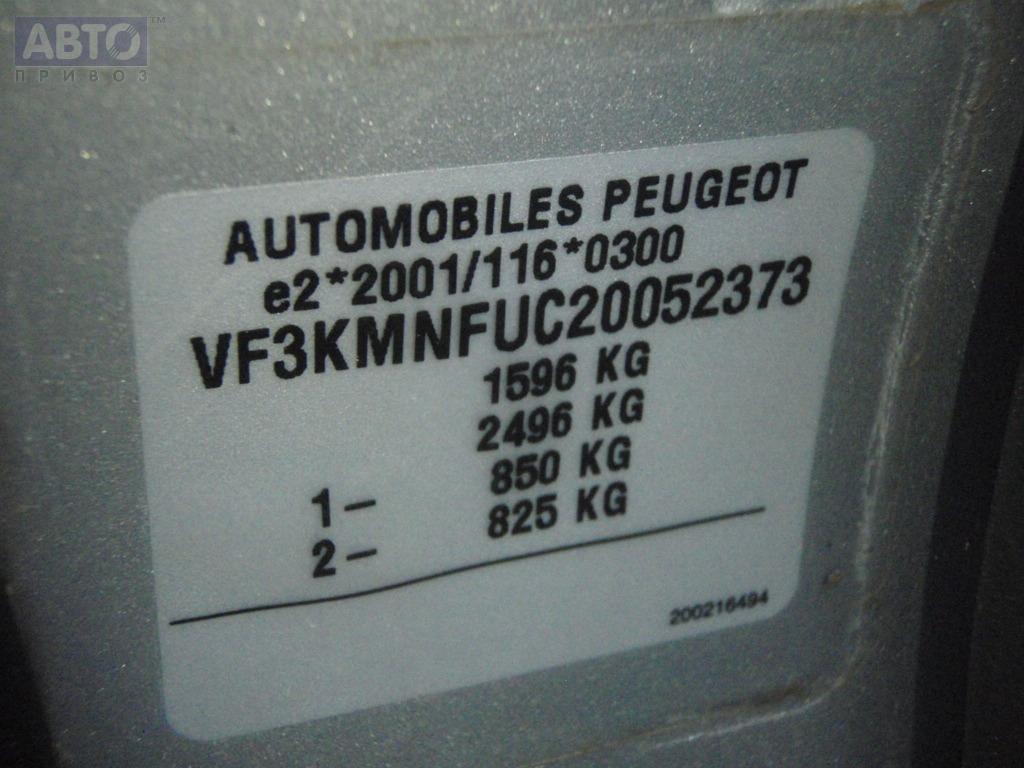 АВТО™
ПРИВОЗ
AUTOMOBILES PEUGEOT
e2*2001/116*0300
VF3KMNFUC20052373
1596 KG
2496 KG
1– 850 KG
2– 825 KG
200216494